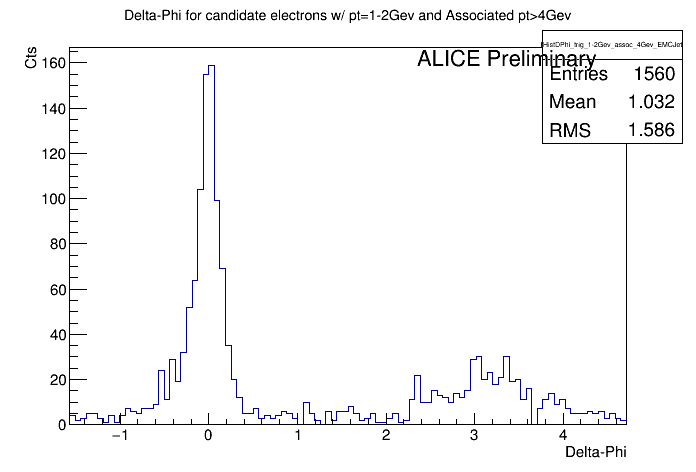 Delta-Phi for candidate electrons w/ pt=1-2Gev and Associated pt>4Gev
HistDPhi_trig_1-2Gev_assoc_4Gev_EMCJet
ALICE Preliminary
Entries 1560
Mean 1.032
RMS 1.586
Cts
160
140
120
100
80
60
40
20
0
−1 0 1 2 3 4
Delta-Phi